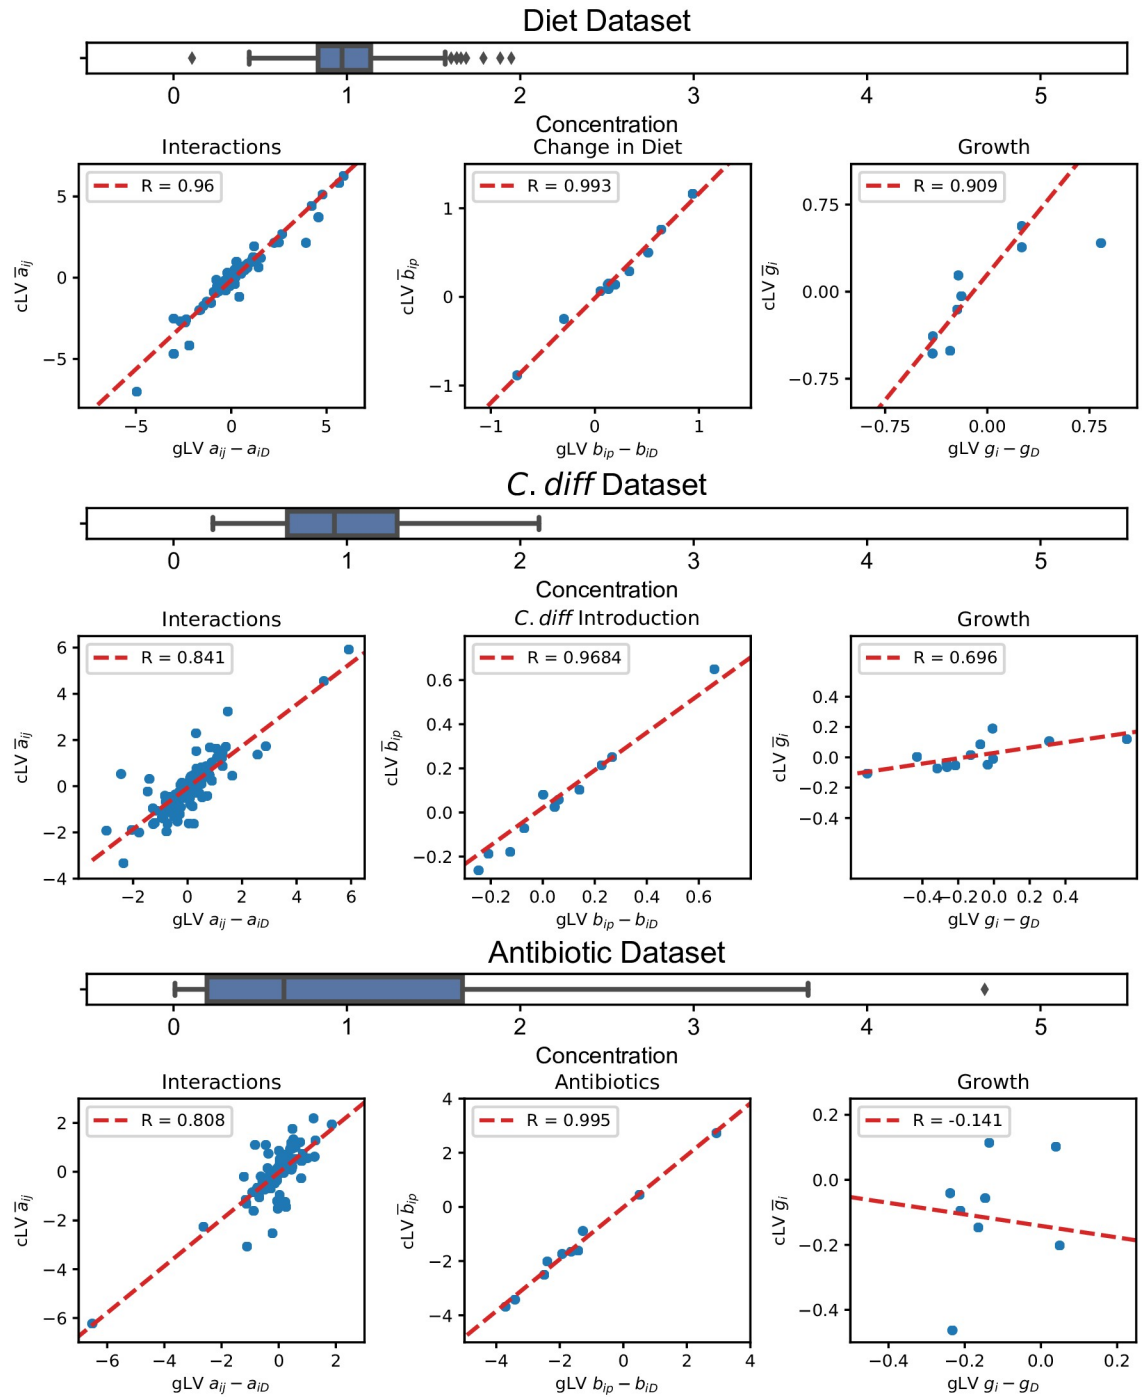 Diet Dataset
0 1 2 3 4 5
Concentration
Interactions Change in Diet Growth
R = 0.96 R = 0.993 R = 0.909
cLV a̅ij
5
0
−5
cLV b̅ip
1
0
−1
cLV g̅i
0.75
0.00
−0.75
−5 0 5 −1 0 1 −0.75 0.00 0.75
gLV aij − aiD gLV bip − biD gLV gi − gD
C. diff Dataset
0 1 2 3 4 5
Concentration
Interactions C. diff Introduction Growth
R = 0.841 R = 0.9684 R = 0.696
cLV a̅ij
6
4
2
0
−2
−4
cLV b̅ip
0.6
0.4
0.2
0.0
−0.2
cLV g̅i
0.4
0.2
0.0
−0.2
−0.4
−2 0 2 4 6 −0.2 0.0 0.2 0.4 0.6 −0.4 −0.2 0.0 0.2 0.4
gLV aij − aiD gLV bip − biD gLV gi − gD
Antibiotic Dataset
0 1 2 3 4 5
Concentration
Interactions Antibiotics Growth
R = 0.808 R = 0.995 R = -0.141
cLV a̅ij
2
0
−2
−4
−6
cLV b̅ip
4
2
0
−2
−4
cLV g̅i
0.2
0.0
−0.2
−0.4
−6 −4 −2 0 2 −4 −2 0 2 4 −0.4 −0.2 0.0 0.2
gLV aij − aiD gLV bip − biD gLV gi − gD